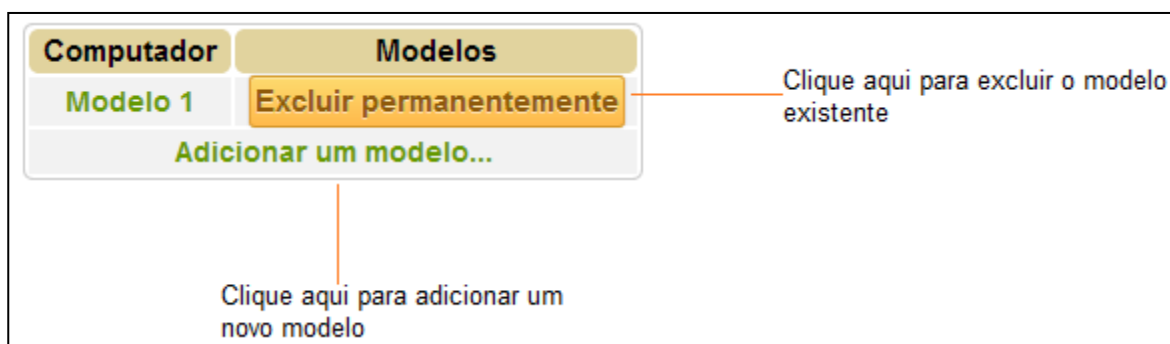 Computador Modelos
Modelo 1 Excluir permanentemente
Adicionar um modelo...
Clique aqui para excluir o modelo
existente
Clique aqui para adicionar um
novo modelo